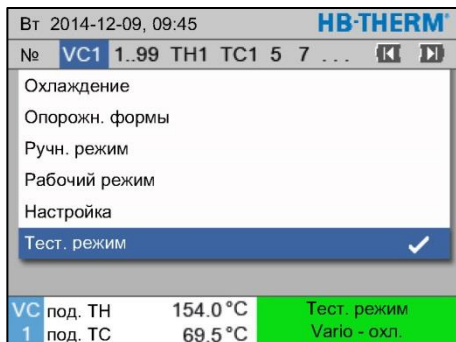 Вт 2014-12-09, 09:45 HB-THERM®
№ VC1 1..99 TH1 TC1 5 7 ...
Охлаждение
Опорожн. формы
Ручн. режим
Рабочий режим
Настройка
Тест. режим
VC под. TH 154.0 °C Тест. режим
1 под. TC 69.5 °C Vario - охл.